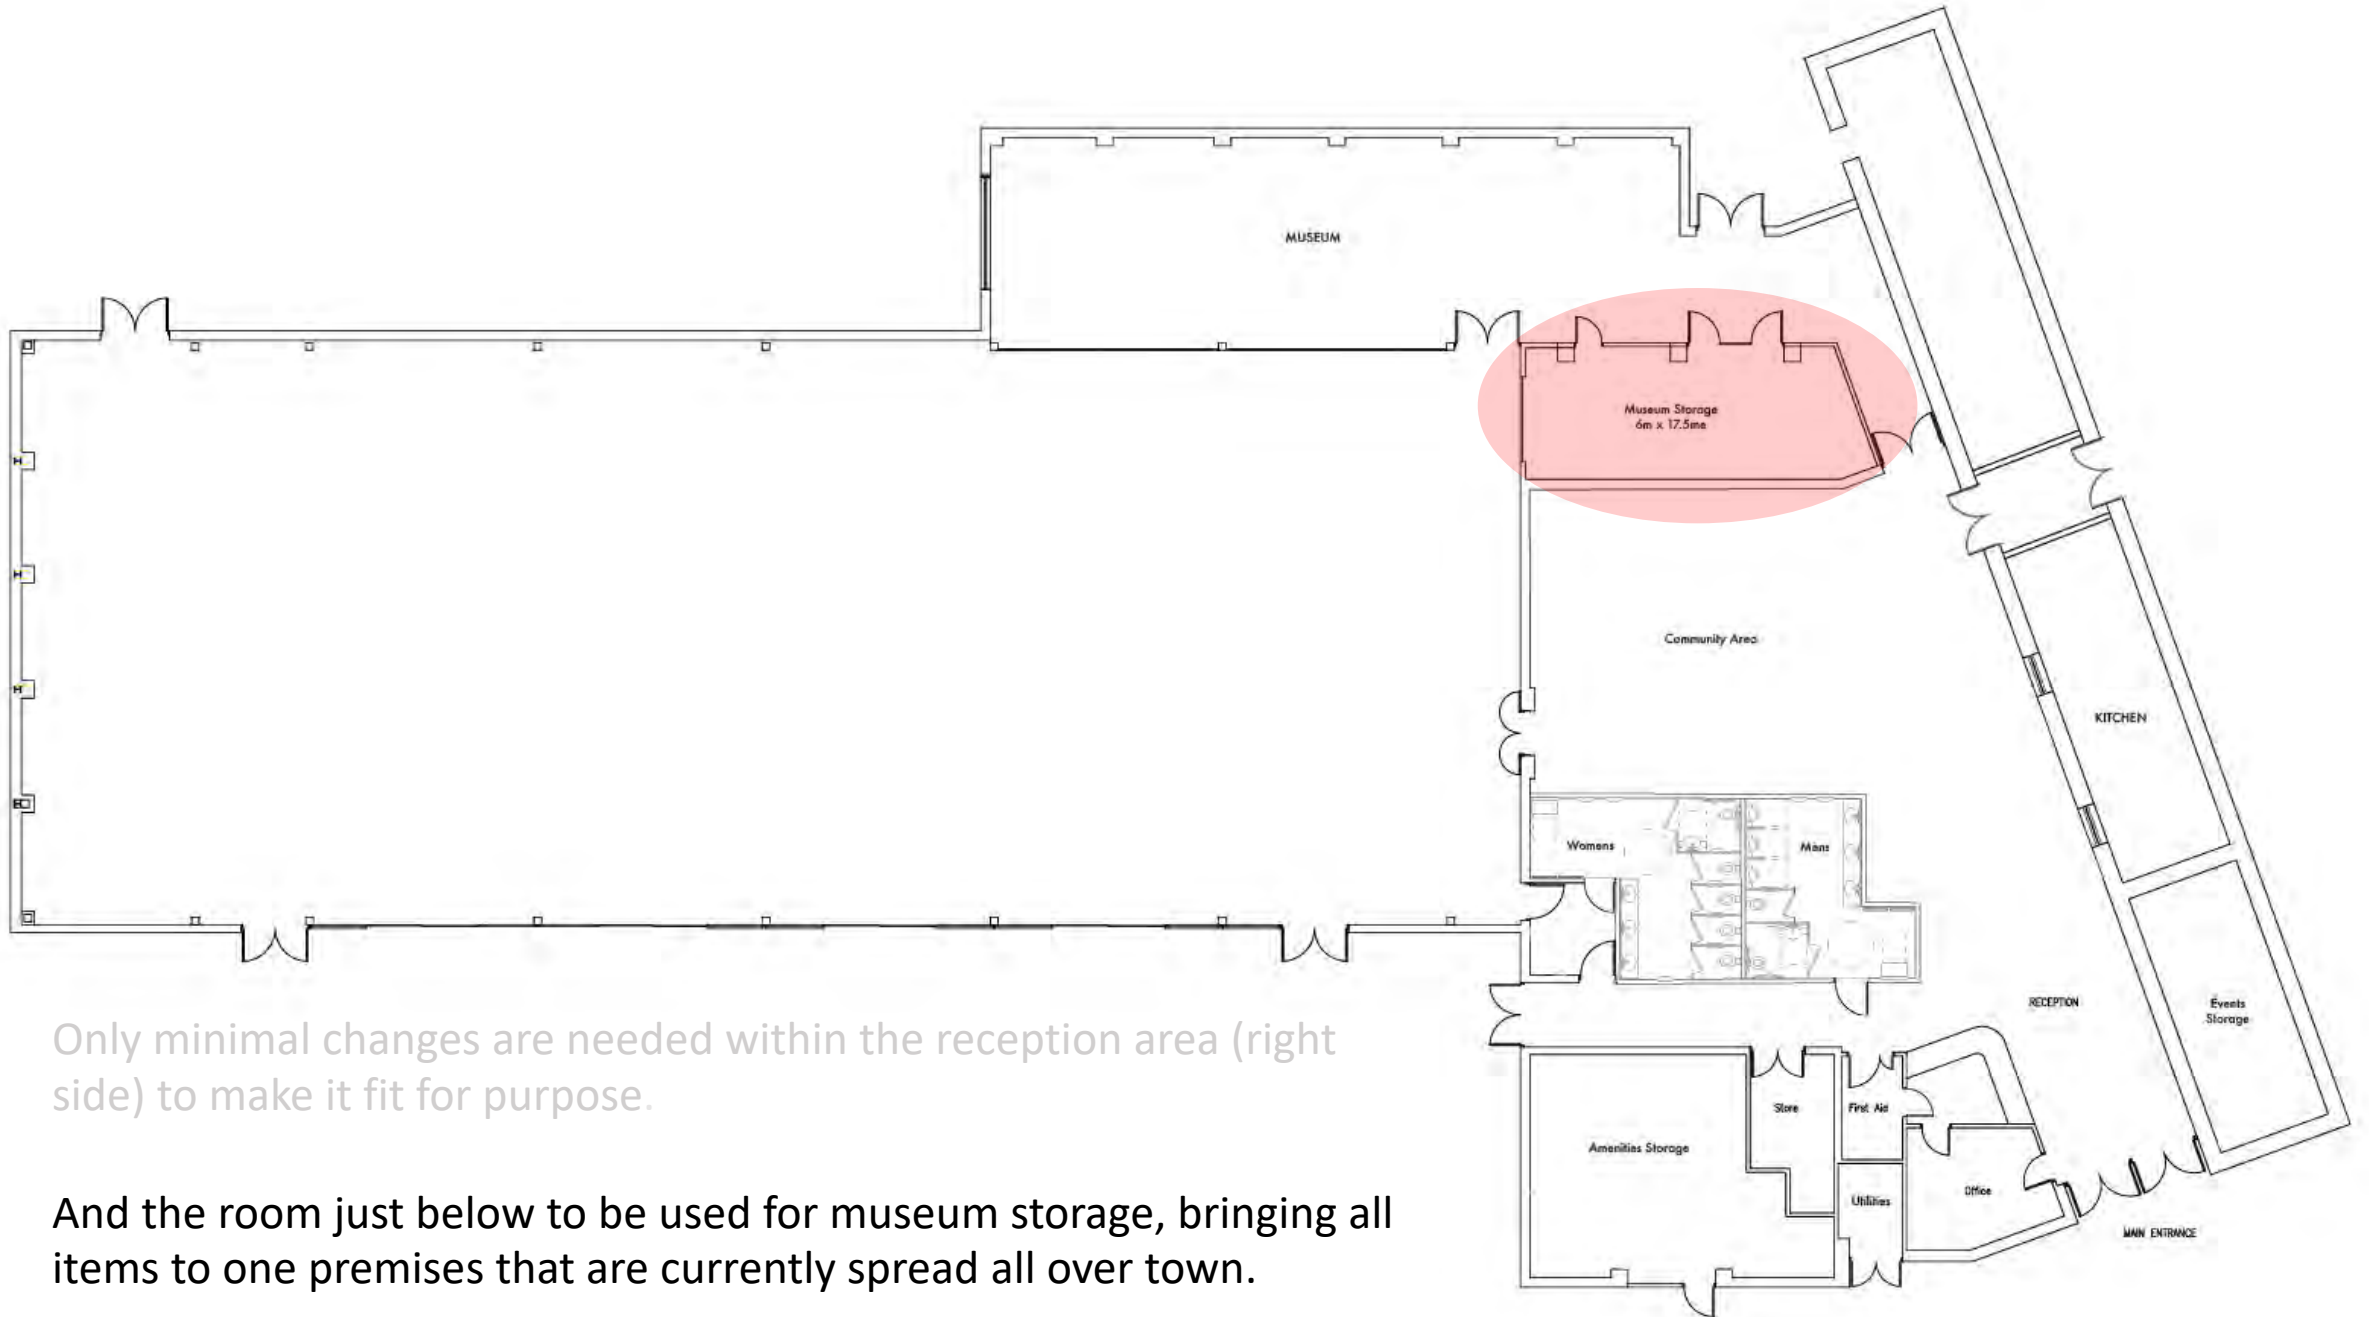 MUSEUM
Museum Storage
6m x 17.5me
Community Area
KITCHEN
Womens
Mens
RECEPTION
Events
Storage
Only minimal changes are needed within the reception area (right
side) to make it fit for purpose.
Store
First Aid
Amenities Storage
Office
Utilities
MAIN ENTRANCE
And the room just below to be used for museum storage, bringing all
items to one premises that are currently spread all over town.